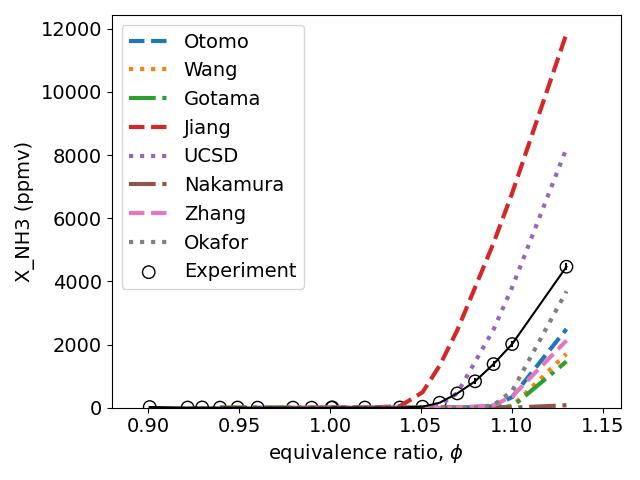 12000
10000
8000
6000
4000
2000
0
X_NH3 (ppmv)
Otomo
Wang
Gotama
Jiang
UCSD
Nakamura
Zhang
Okafor
Experiment
0.90 0.95 1.00 1.05 1.10 1.15
equivalence ratio, ϕ